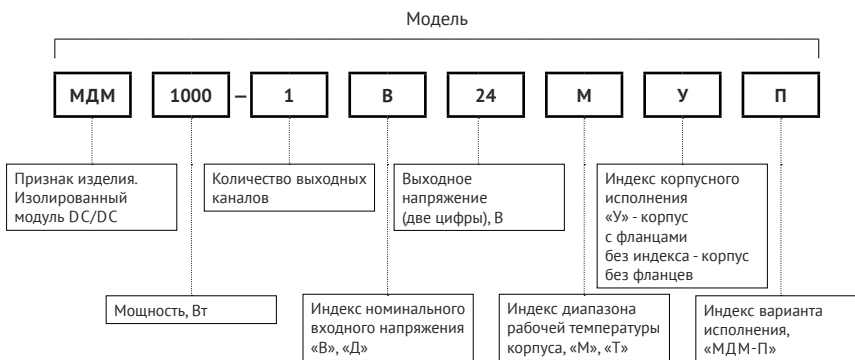 Модель
МДМ 1000 – 1 В 24 М У П
Признак изделия.
Изолированный
модуль DC/DC
Количество выходных
каналов
Выходное
напряжение
(две цифры), В
Индекс корпусного
исполнения
«У» - корпус
с фланцами
без индекса - корпус
без фланцев
Мощность, Вт
Индекс номинального
входного напряжения
«В», «Д»
Индекс диапазона
рабочей температуры
корпуса, «М», «Т»
Индекс варианта
исполнения,
«МДМ-П»